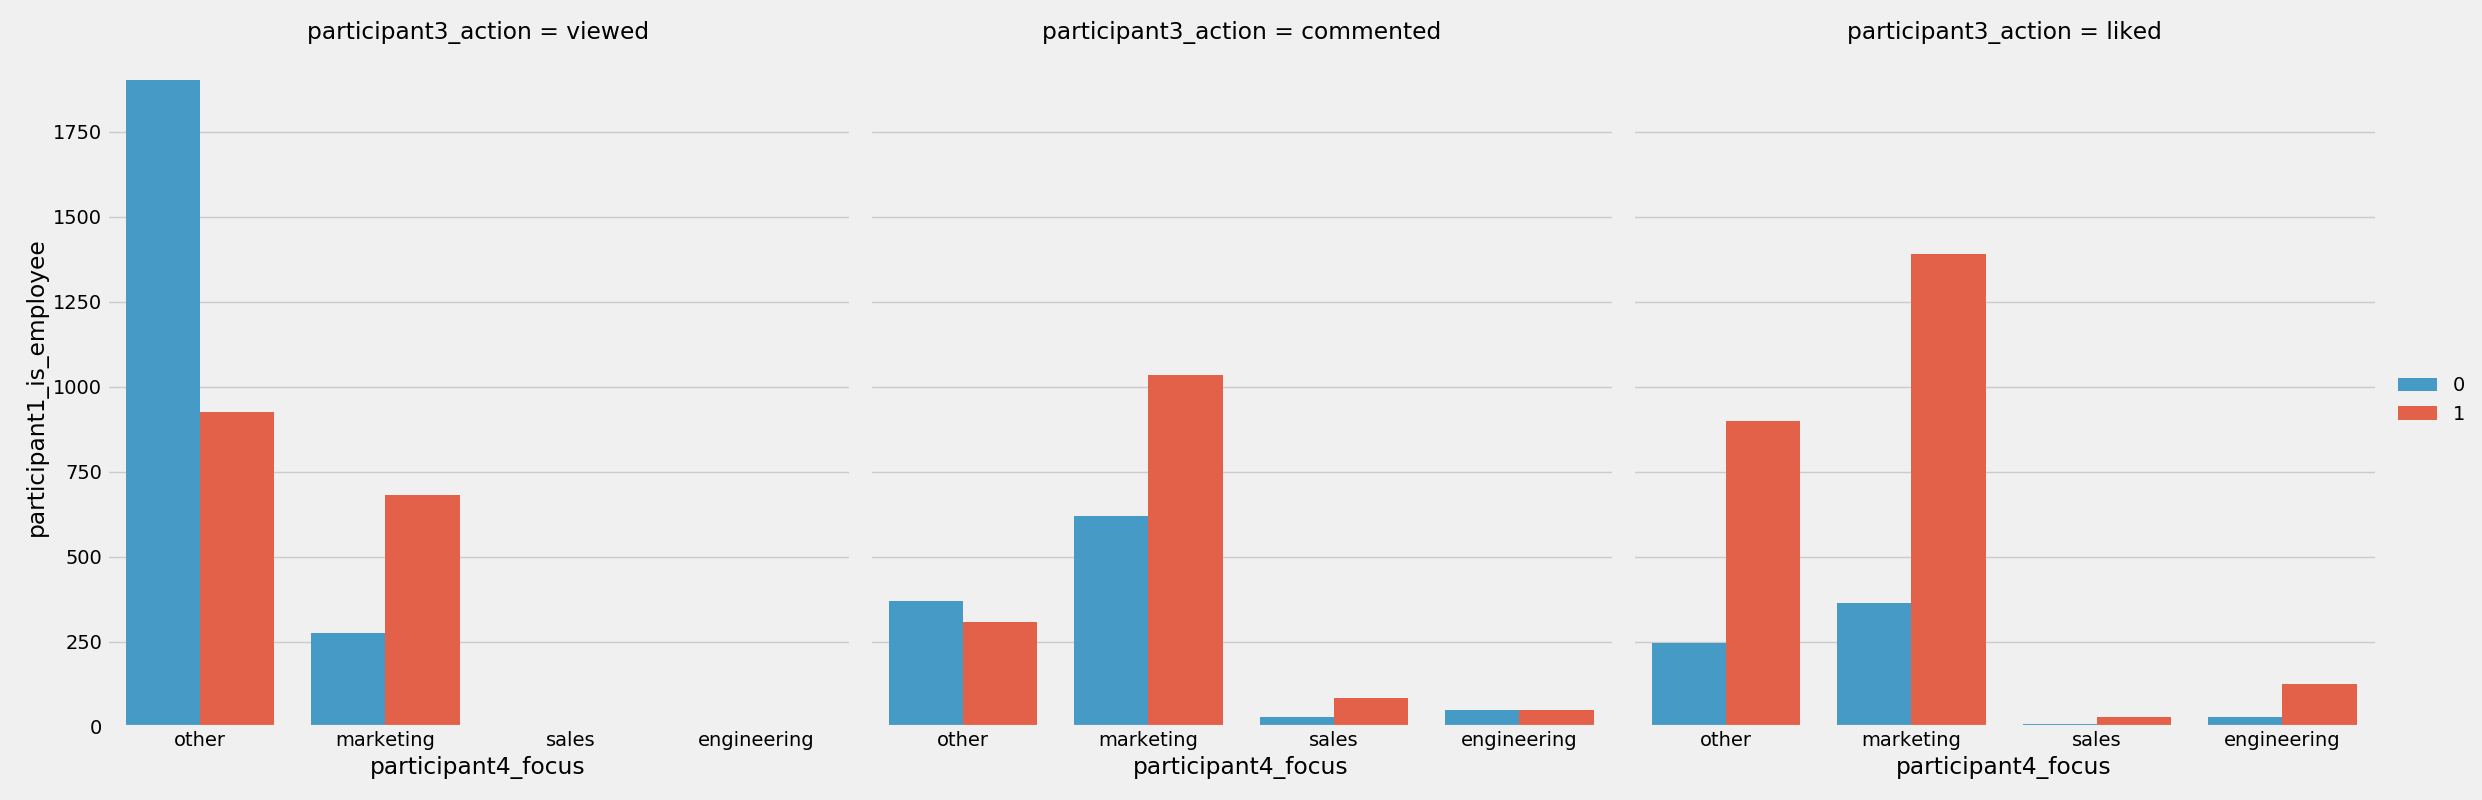 participant3_action = viewed
participant3_action = commented
participant3_action = liked
participant1_is_employee
1750
1500
1250
1000
750
500
250
0
other marketing sales engineering
other marketing sales engineering
other marketing sales engineering
participant4_focus
participant4_focus
participant4_focus
0
1